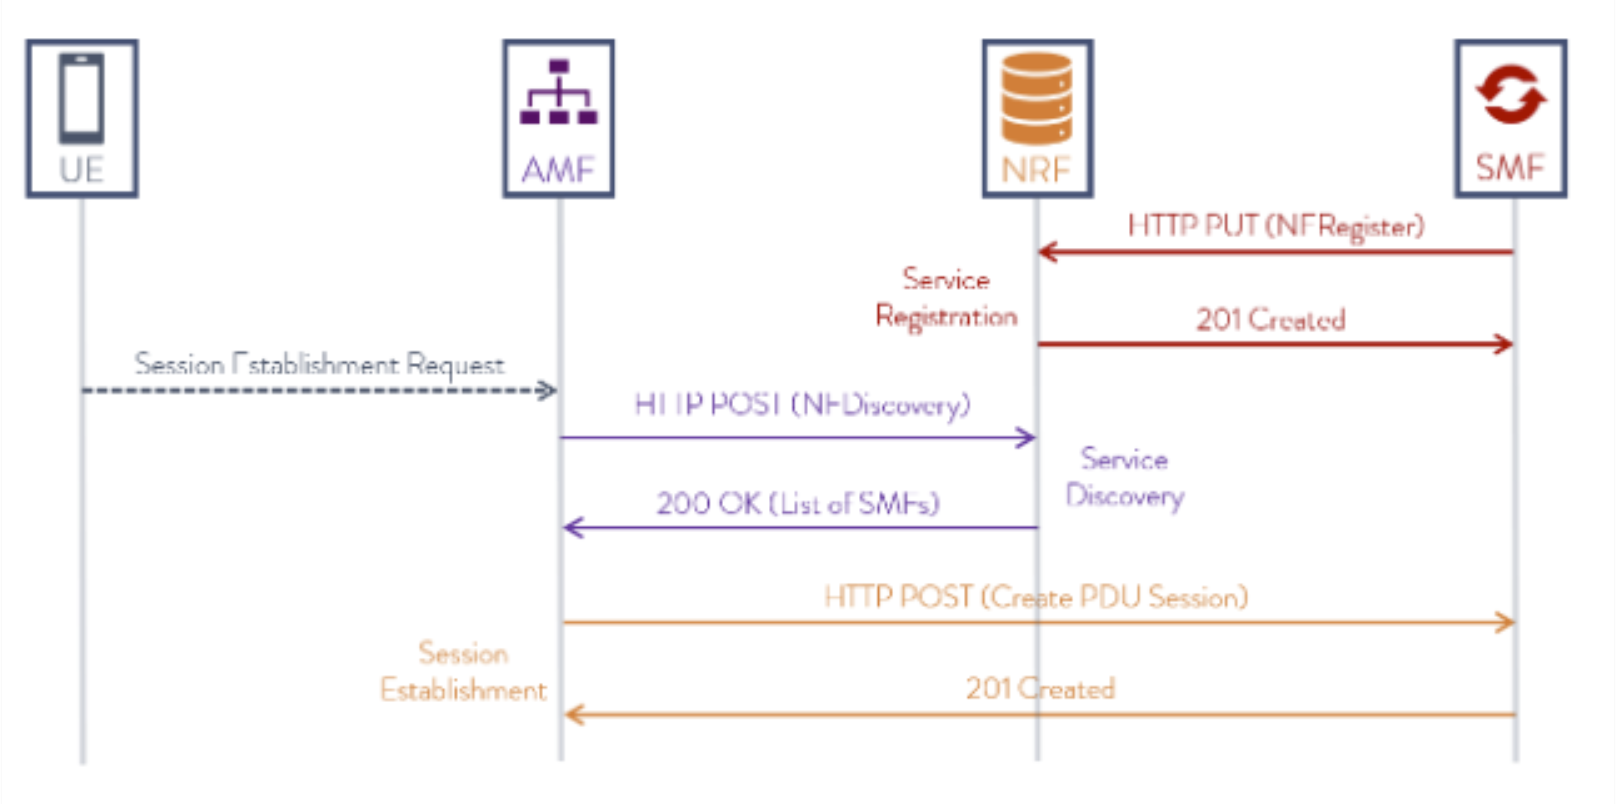 UE
AMF
NRF
SMF
HTTP PUT (NFRegister)
Service
Registration
201 Created
Session Establishment Request
HTTP POST (NFDiscovery)
Service
Discovery
200 OK (List of SMFs)
HTTP POST (Create PDU Session)
Session
Establishment
201 Created